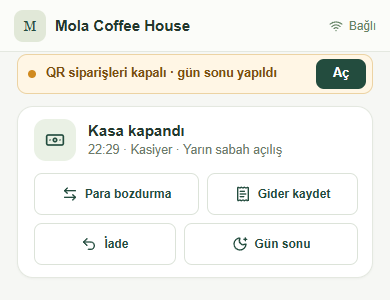 M Mola Coffee House Bağlı
QR siparişleri kapalı · gün sonu yapıldı Aç
Kasa kapandı
22:29 · Kasiyer · Yarın sabah açılış
Para bozdurma Gider kaydet
İade Gün sonu